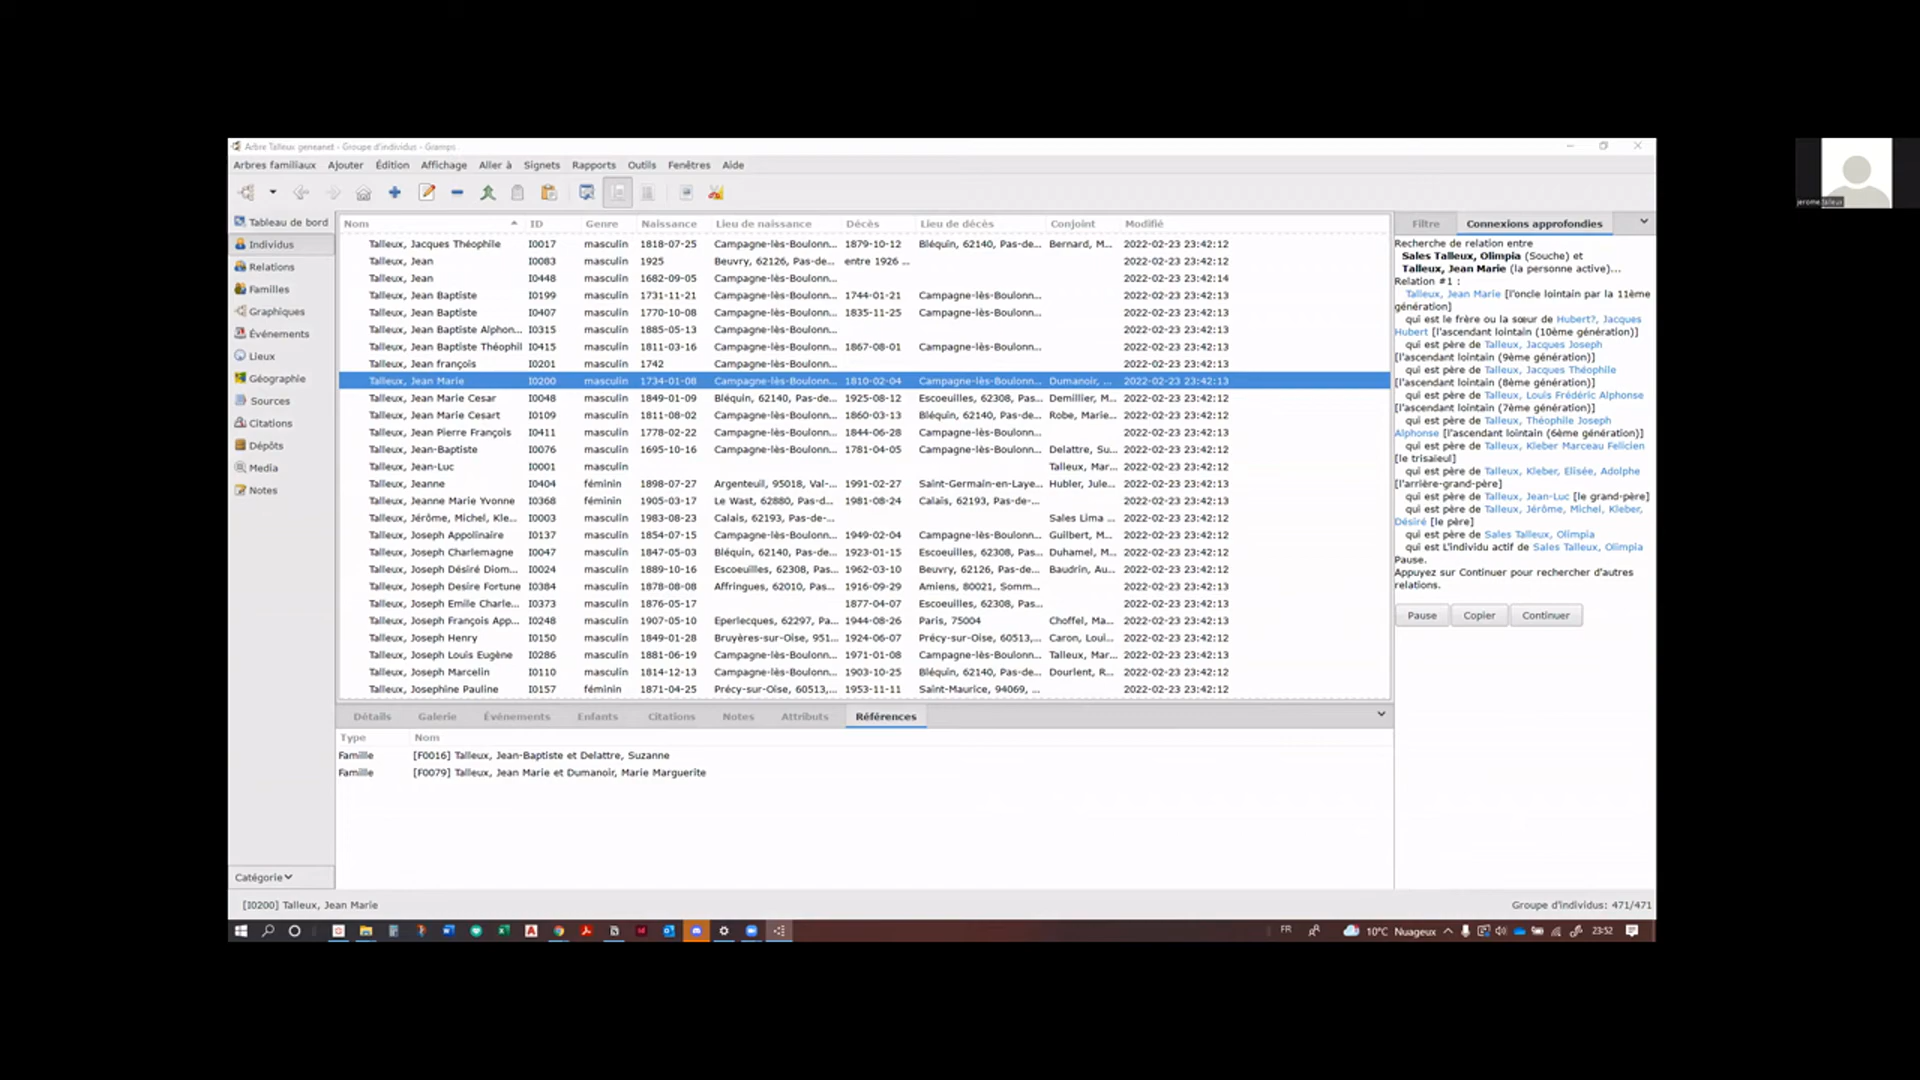 Arbre Talleux geneanet - Groupe d'individus - Gramps
Arbres familiaux Ajouter Édition Affichage Aller à Signets Rapports Outils Fenêtres Aide
Tableau de bord
Individus
Relations
Familles
Graphiques
Événements
Lieux
Géographie
Sources
Citations
Dépôts
Media
Notes
Catégorie
Nom ID Genre Naissance Lieu de naissance Décès Lieu de décès Conjoint Modifié
Talleux, Jacques Théophile I0017 masculin 1818-07-25 Campagne-lès-Boulonn... 1879-10-12 Bléquin, 62140, Pas-de... Bernard, M... 2022-02-23 23:42:12
Talleux, Jean I0083 masculin 1925 Beuvry, 62126, Pas-de... entre 1926 ... 2022-02-23 23:42:12
Talleux, Jean I0448 masculin 1682-09-05 Campagne-lès-Boulonn... 2022-02-23 23:42:14
Talleux, Jean Baptiste I0199 masculin 1731-11-21 Campagne-lès-Boulonn... 1744-01-21 Campagne-lès-Boulonn... 2022-02-23 23:42:13
Talleux, Jean Baptiste I0407 masculin 1770-10-08 Campagne-lès-Boulonn... 1835-11-25 Campagne-lès-Boulonn... 2022-02-23 23:42:13
Talleux, Jean Baptiste Alphon... I0315 masculin 1885-05-13 Campagne-lès-Boulonn... 2022-02-23 23:42:13
Talleux, Jean Baptiste Théophil I0415 masculin 1811-03-16 Campagne-lès-Boulonn... 1867-08-01 Campagne-lès-Boulonn... 2022-02-23 23:42:13
Talleux, Jean françois I0201 masculin 1742 Campagne-lès-Boulonn... 2022-02-23 23:42:13
Talleux, Jean Marie I0200 masculin 1734-01-08 Campagne-lès-Boulonn... 1810-02-04 Campagne-lès-Boulonn... Dumanoir, ... 2022-02-23 23:42:13
Talleux, Jean Marie Cesar I0048 masculin 1849-01-09 Bléquin, 62140, Pas-de... 1925-08-12 Escoeuilles, 62308, Pas... Demillier, M... 2022-02-23 23:42:12
Talleux, Jean Marie Cesart I0109 masculin 1811-08-02 Campagne-lès-Boulonn... 1860-03-13 Bléquin, 62140, Pas-de... Robe, Marie... 2022-02-23 23:42:12
Talleux, Jean Pierre François I0411 masculin 1778-02-22 Campagne-lès-Boulonn... 1844-06-28 Campagne-lès-Boulonn... 2022-02-23 23:42:13
Talleux, Jean-Baptiste I0076 masculin 1695-10-16 Campagne-lès-Boulonn... 1781-04-05 Campagne-lès-Boulonn... Delattre, Su... 2022-02-23 23:42:12
Talleux, Jean-Luc I0001 masculin Talleux, Mar... 2022-02-23 23:42:12
Talleux, Jeanne I0404 féminin 1898-07-27 Argenteuil, 95018, Val-... 1991-02-27 Saint-Germain-en-Laye... Hubler, Jule... 2022-02-23 23:42:13
Talleux, Jeanne Marie Yvonne I0368 féminin 1905-03-17 Le Wast, 62880, Pas-d... 1981-08-24 Calais, 62193, Pas-de-... 2022-02-23 23:42:13
Talleux, Jérôme, Michel, Kle... I0003 masculin 1983-08-23 Calais, 62193, Pas-de-... Sales Lima ... 2022-02-23 23:42:12
Talleux, Joseph Appolinaire I0137 masculin 1854-07-15 Campagne-lès-Boulonn... 1949-02-04 Campagne-lès-Boulonn... Guilbert, M... 2022-02-23 23:42:12
Talleux, Joseph Charlemagne I0047 masculin 1847-05-03 Bléquin, 62140, Pas-de... 1923-01-15 Escoeuilles, 62308, Pas... Duhamel, M... 2022-02-23 23:42:12
Talleux, Joseph Désiré Diom... I0024 masculin 1889-10-16 Escoeuilles, 62308, Pas... 1962-03-10 Beuvry, 62126, Pas-de... Baudrin, Au... 2022-02-23 23:42:12
Talleux, Joseph Desire Fortune I0384 masculin 1878-08-08 Affringues, 62010, Pas... 1916-09-29 Amiens, 80021, Somm... 2022-02-23 23:42:13
Talleux, Joseph Emile Charle... I0373 masculin 1876-05-17 1877-04-07 Escoeuilles, 62308, Pas... 2022-02-23 23:42:13
Talleux, Joseph François App... I0248 masculin 1907-05-10 Eperlecques, 62297, Pa... 1944-08-26 Paris, 75004 Choffel, Ma... 2022-02-23 23:42:13
Talleux, Joseph Henry I0150 masculin 1849-01-28 Bruyères-sur-Oise, 951... 1924-06-07 Précy-sur-Oise, 60513,... Caron, Loui... 2022-02-23 23:42:12
Talleux, Joseph Louis Eugène I0286 masculin 1881-06-19 Campagne-lès-Boulonn... 1971-01-08 Campagne-lès-Boulonn... Talleux, Mar... 2022-02-23 23:42:13
Talleux, Joseph Marcelin I0110 masculin 1814-12-13 Campagne-lès-Boulonn... 1903-10-25 Bléquin, 62140, Pas-de... Dourlent, R... 2022-02-23 23:42:12
Talleux, Josephine Pauline I0157 féminin 1871-04-25 Précy-sur-Oise, 60513,... 1953-11-11 Saint-Maurice, 94069, ... 2022-02-23 23:42:12
Détails Galerie Événements Enfants Citations Notes Attributs Références
Type Nom
Famille [F0016] Talleux, Jean-Baptiste et Delattre, Suzanne
Famille [F0079] Talleux, Jean Marie et Dumanoir, Marie Marguerite
Filtre Connexions approfondies
Recherche de relation entre
Sales Talleux, Olimpia (Souche) et
Talleux, Jean Marie (la personne active)...
Relation #1 :
Talleux, Jean Marie [l'oncle lointain par la 11ème
génération]
qui est le frère ou la sœur de Hubert?, Jacques
Hubert [l'ascendant lointain (10ème génération)]
qui est père de Talleux, Jacques Joseph
[l'ascendant lointain (9ème génération)]
qui est père de Talleux, Jacques Théophile
[l'ascendant lointain (8ème génération)]
qui est père de Talleux, Louis Frédéric Alphonse
[l'ascendant lointain (7ème génération)]
qui est père de Talleux, Théophile Joseph
Alphonse [l'ascendant lointain (6ème génération)]
qui est père de Talleux, Kleber Marceau Felicien
[le trisaïeul]
qui est père de Talleux, Kleber, Elisée, Adolphe
[l'arrière-grand-père]
qui est père de Talleux, Jean-Luc [le grand-père]
qui est père de Talleux, Jérôme, Michel, Kleber,
Désiré [le père]
qui est père de Sales Talleux, Olimpia
qui est L'individu actif de Sales Talleux, Olimpia
Pause.
Appuyez sur Continuer pour rechercher d'autres
relations.
Pause Copier Continuer
[I0200] Talleux, Jean Marie
Groupe d'individus: 471/471
FR 10°C Nuageux 23:52
jerome talleux